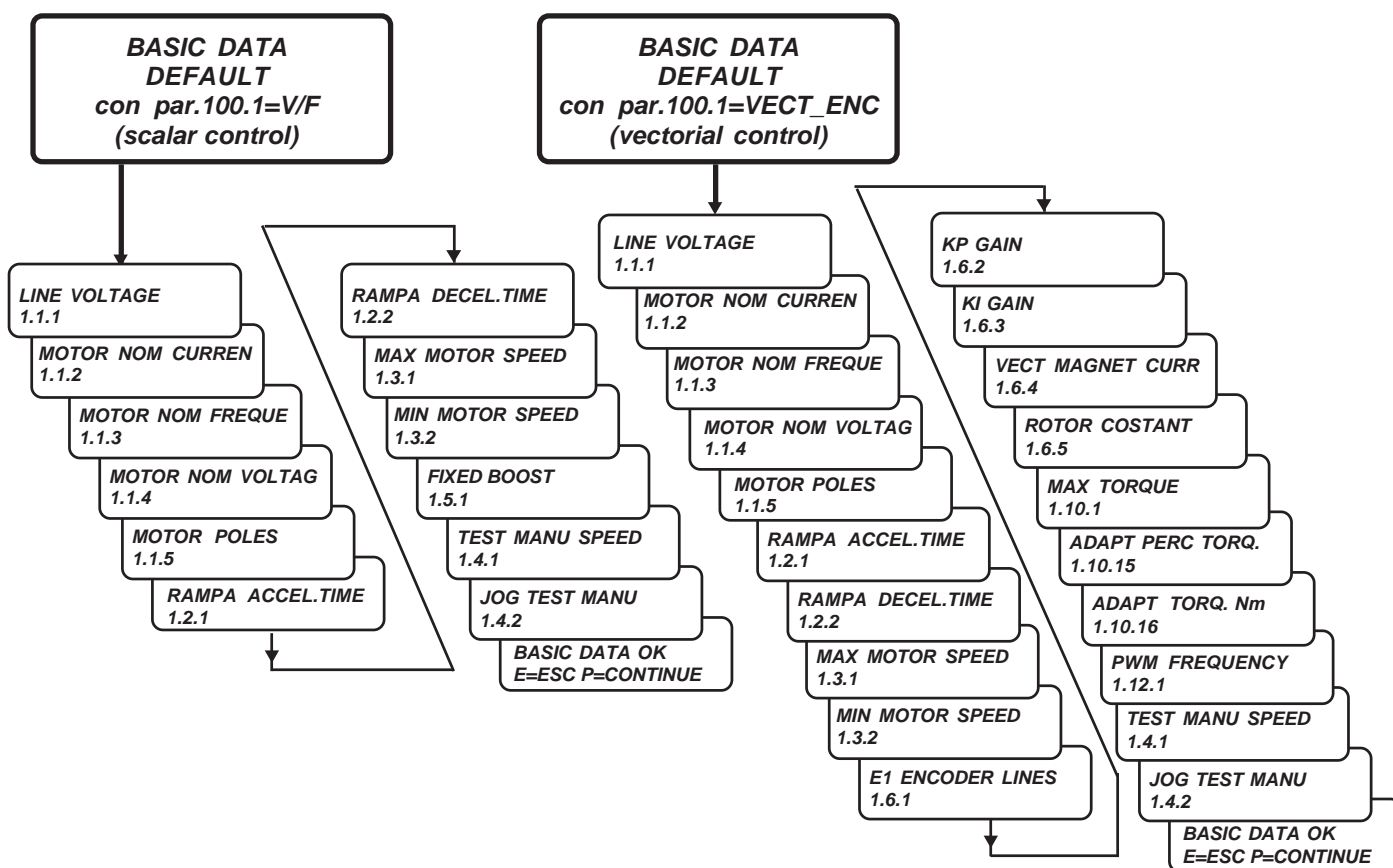 BASIC DATA
DEFAULT
con par.100.1=V/F
(scalar control)
LINE VOLTAGE
1.1.1
MOTOR NOM CURREN
1.1.2
MOTOR NOM FREQUE
1.1.3
MOTOR NOM VOLTAG
1.1.4
MOTOR POLES
1.1.5
RAMPA ACCEL.TIME
1.2.1
RAMPA DECEL.TIME
1.2.2
MAX MOTOR SPEED
1.3.1
MIN MOTOR SPEED
1.3.2
FIXED BOOST
1.5.1
TEST MANU SPEED
1.4.1
JOG TEST MANU
1.4.2
BASIC DATA OK
E=ESC P=CONTINUE
BASIC DATA
DEFAULT
con par.100.1=VECT_ENC
(vectorial control)
LINE VOLTAGE
1.1.1
MOTOR NOM CURREN
1.1.2
MOTOR NOM FREQUE
1.1.3
MOTOR NOM VOLTAG
1.1.4
MOTOR POLES
1.1.5
RAMPA ACCEL.TIME
1.2.1
RAMPA DECEL.TIME
1.2.2
MAX MOTOR SPEED
1.3.1
MIN MOTOR SPEED
1.3.2
E1 ENCODER LINES
1.6.1
KP GAIN
1.6.2
KI GAIN
1.6.3
VECT MAGNET CURR
1.6.4
ROTOR COSTANT
1.6.5
MAX TORQUE
1.10.1
ADAPT PERC TORQ.
1.10.15
ADAPT TORQ. Nm
1.10.16
PWM FREQUENCY
1.12.1
TEST MANU SPEED
1.4.1
JOG TEST MANU
1.4.2
BASIC DATA OK
E=ESC P=CONTINUE